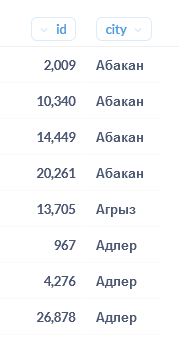 id city
2,009 Абакан
10,340 Абакан
14,449 Абакан
20,261 Абакан
13,705 Агрыз
967 Адлер
4,276 Адлер
26,878 Адлер